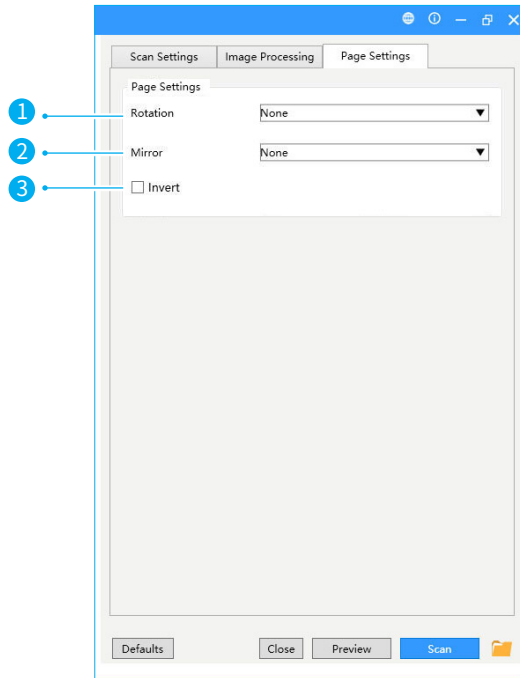 Scan Settings Image Processing Page Settings
Page Settings
1 Rotation None
2 Mirror None
3 Invert
Defaults Close Preview Scan